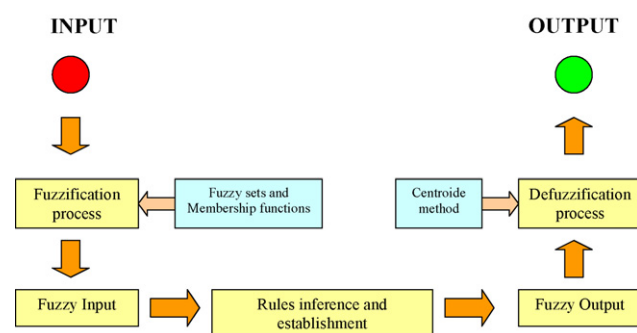 INPUT
OUTPUT
Fuzzification
process
Fuzzy sets and
Membership functions
Centroide
method
Defuzzification
process
Fuzzy Input
Rules inference and
establishment
Fuzzy Output